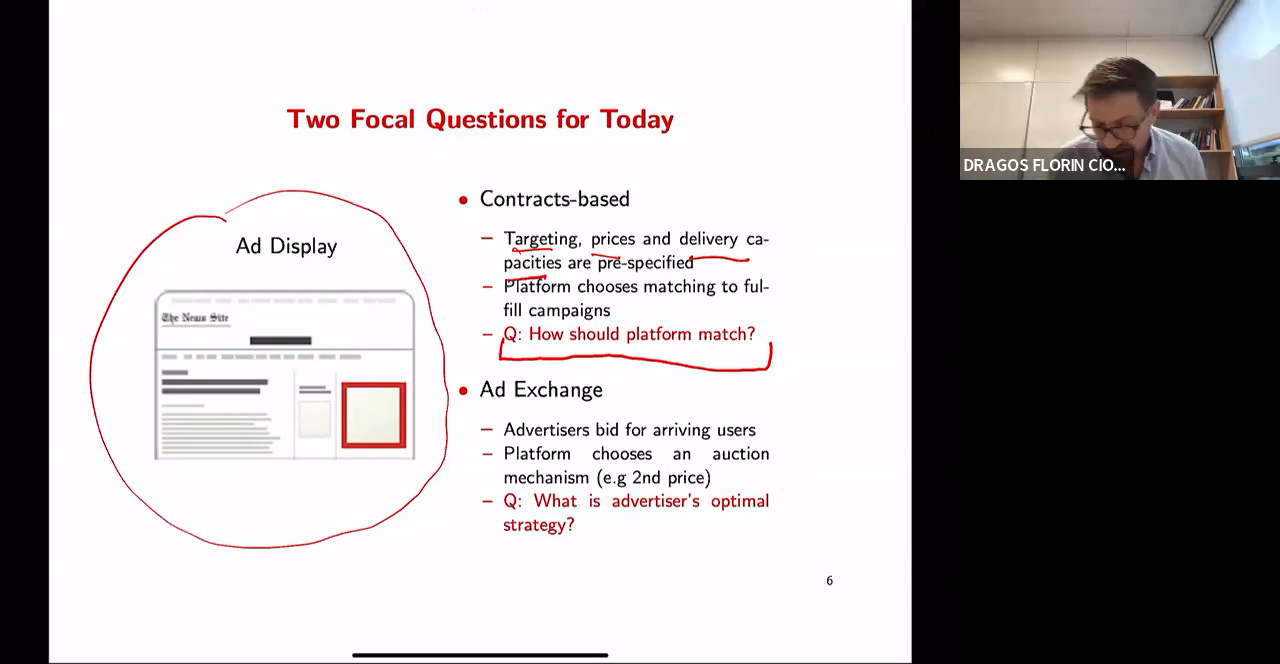 Two Focal Questions for Today
Ad Display
The News Site
• Contracts-based
– Targeting, prices and delivery ca-
pacities are pre-specified
– Platform chooses matching to ful-
fill campaigns
– Q: How should platform match?
• Ad Exchange
– Advertisers bid for arriving users
– Platform chooses an auction
mechanism (e.g 2nd price)
– Q: What is advertiser's optimal
strategy?
6
DRAGOS FLORIN CIO...